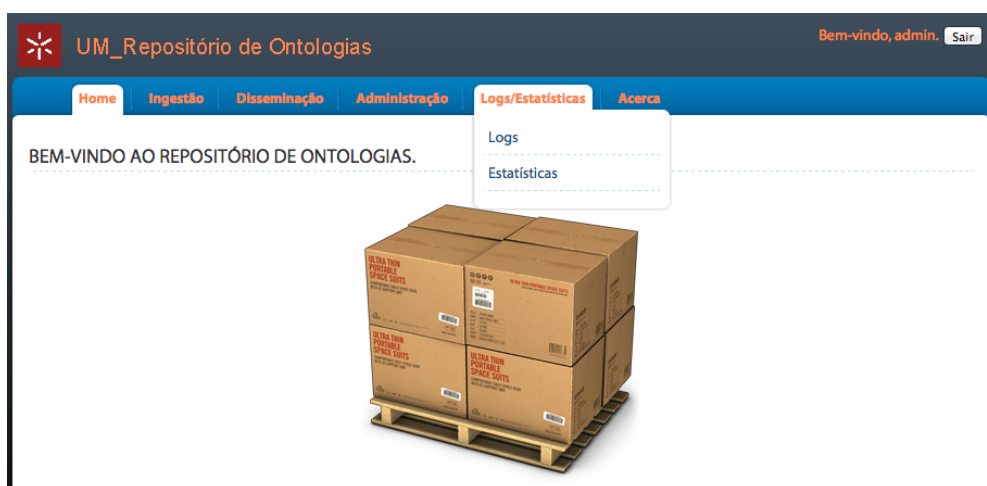 UM_Repositório de Ontologias
Bem-vindo, admin. Sair
Home Ingestão Disseminação Administração Logs/Estatísticas Acerca
Logs
BEM-VINDO AO REPOSITÓRIO DE ONTOLOGIAS.
Estatísticas
ULTRA THIN
PORTABLE
SPACE SUITS
ULTRA THIN PORTABLE SPACE SUITS
ULTRA THIN
PORTABLE
SPACE SUITS
ULTRA THIN
PORTABLE
SPACE SUITS